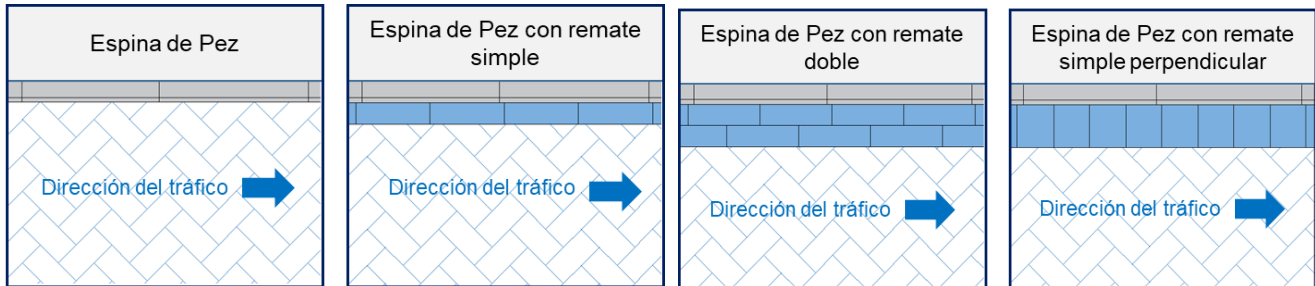 Espina de Pez
Dirección del tráfico
Espina de Pez con remate
simple
Dirección del tráfico
Espina de Pez con remate
doble
Dirección del tráfico
Espina de Pez con remate
simple perpendicular
Dirección del tráfico